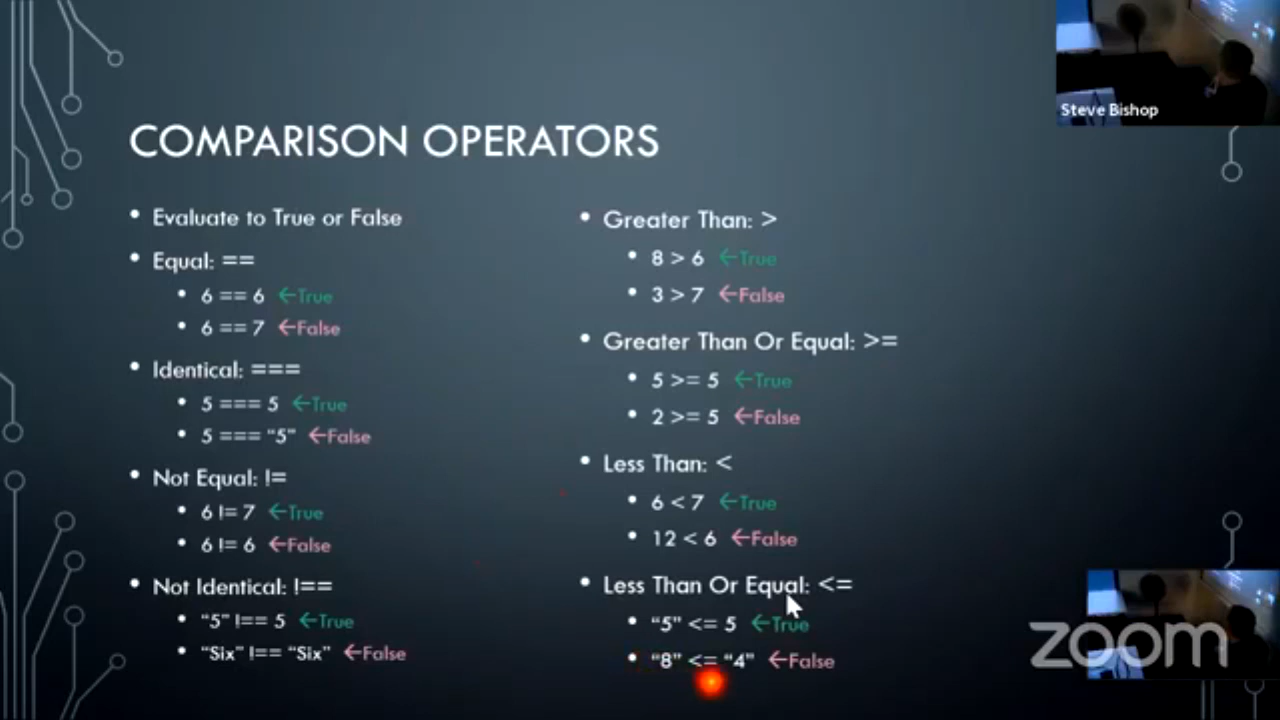 Steve Bishop
COMPARISON OPERATORS
• Evaluate to True or False
• Equal: ==
• 6 == 6 ←True
• 6 == 7 ←False
• Identical: ===
• 5 === 5 ←True
• 5 === “5” ←False
• Not Equal: !=
• 6 != 7 ←True
• 6 != 6 ←False
• Not Identical: !==
• “5” !== 5 ←True
• “Six” !== “Six” ←False
• Greater Than: >
• 8 > 6 ←True
• 3 > 7 ←False
• Greater Than Or Equal: >=
• 5 >= 5 ←True
• 2 >= 5 ←False
• Less Than: <
• 6 < 7 ←True
• 12 < 6 ←False
• Less Than Or Equal: <=
• “5” <= 5 ←True
• “8” <= “4” ←False
zoom